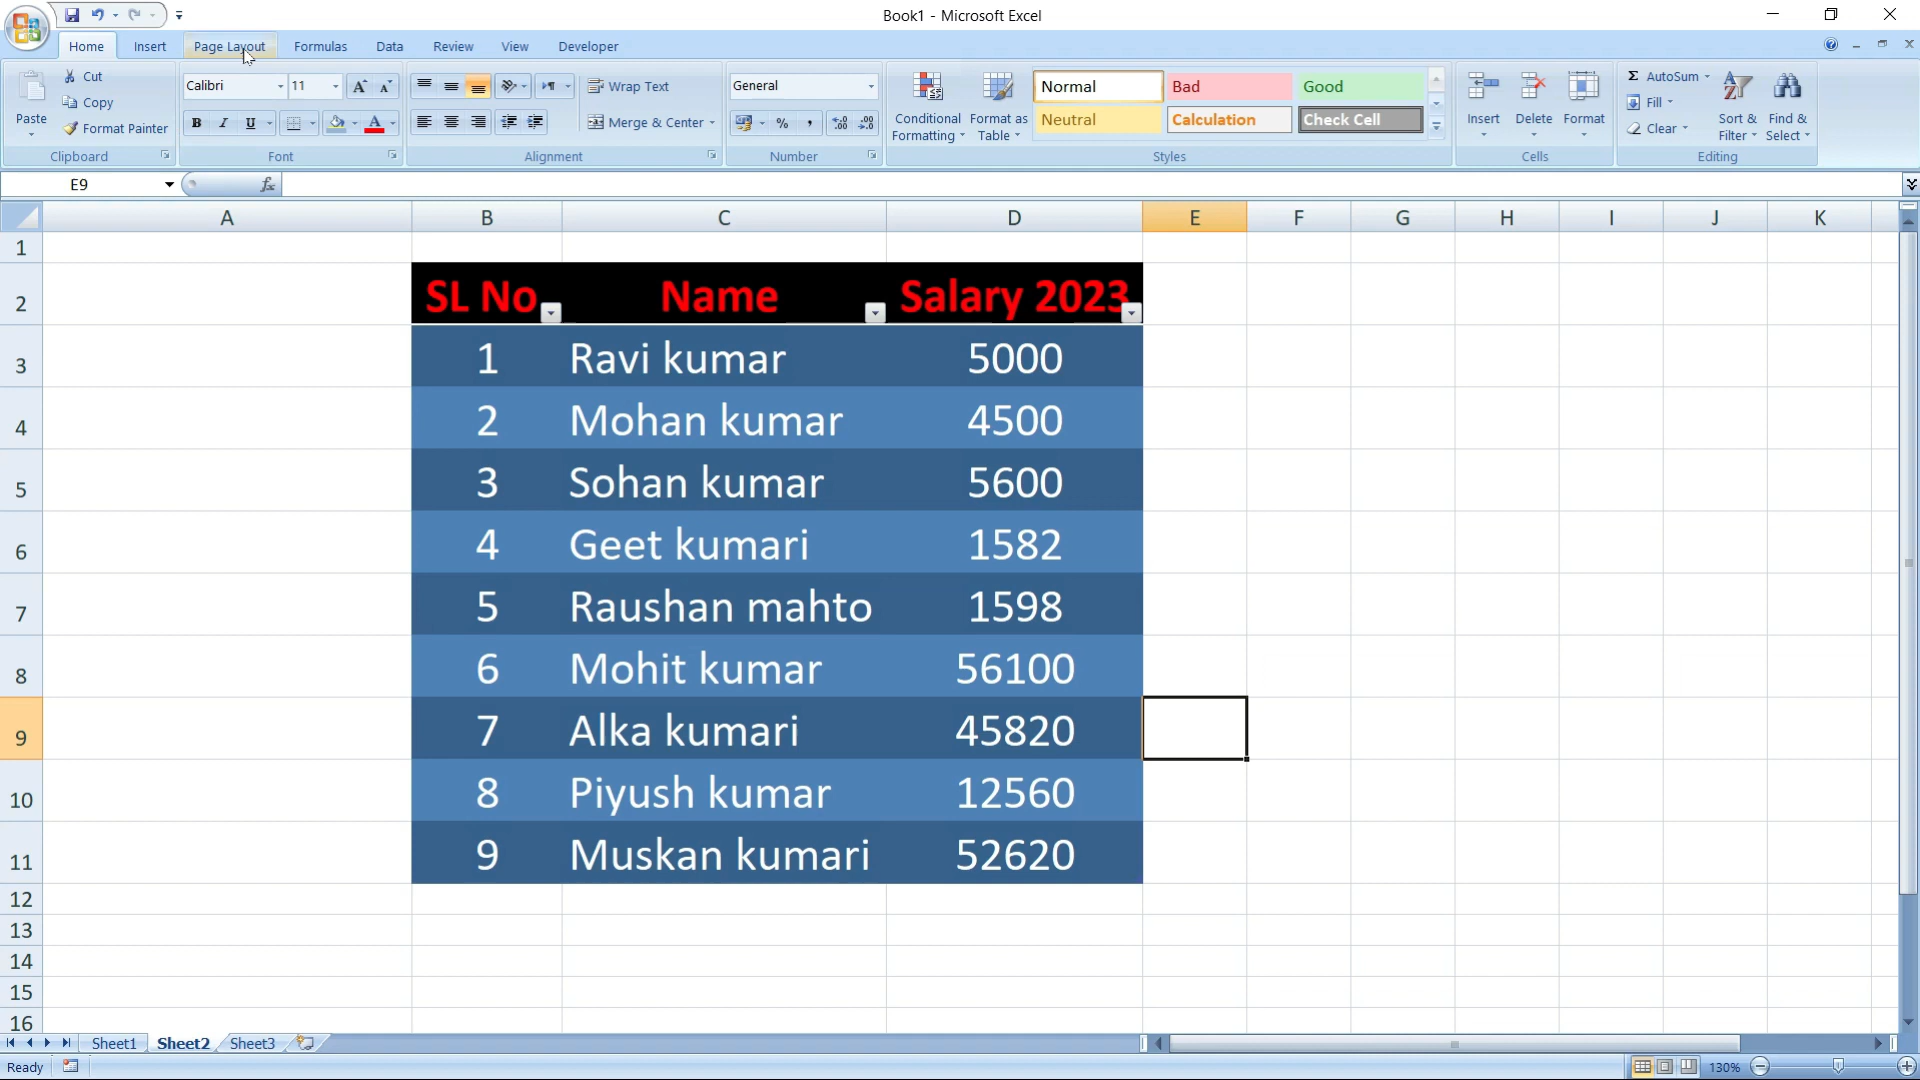 Book1 - Microsoft Excel
Home Insert Page Layout Formulas Data Review View Developer
Paste Cut Copy Format Painter Clipboard
Calibri 11 B I U A Font
Wrap Text Merge & Center Alignment
General % , Number
Conditional Formatting Format as Table Normal Bad Good Neutral Calculation Check Cell Styles
Insert Delete Format Cells
Σ AutoSum Fill Clear Sort & Filter Find & Select Editing
E9 fx
A B C D E F G H I J K
1
2 SL No Name Salary 2023
3 1 Ravi kumar 5000
4 2 Mohan kumar 4500
5 3 Sohan kumar 5600
6 4 Geet kumari 1582
7 5 Raushan mahto 1598
8 6 Mohit kumar 56100
9 7 Alka kumari 45820
10 8 Piyush kumar 12560
11 9 Muskan kumari 52620
12
13
14
15
16
Sheet1 Sheet2 Sheet3
Ready 130%